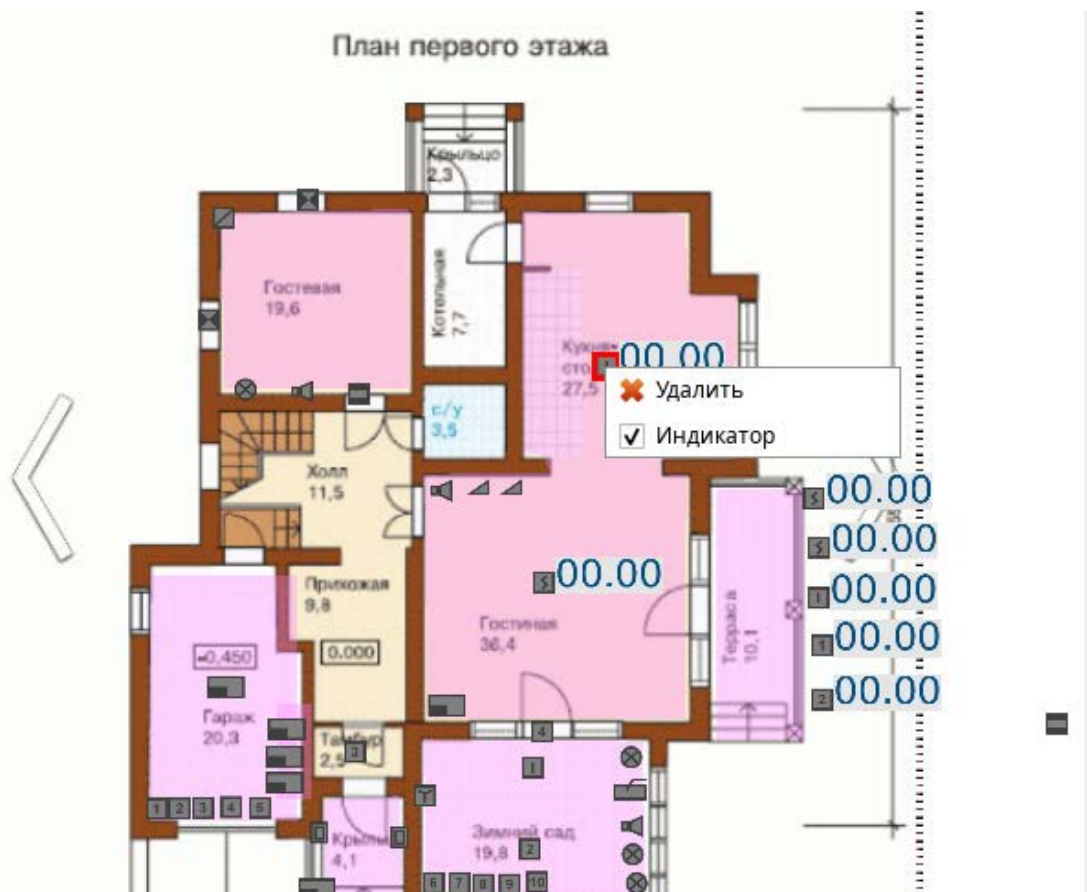 План первого этажа
Крыльцо
2,3
Гостевая
19,6
Котельная
7,7
27,5
00.00
Удалить
Индикатор
с/у
3,5
Холл
11,5
00.00
00.00
00.00
00.00
00.00
00.00
Прихожая
9,8
Гостиная
36,4
Терраса
10,1
-0,450
0.000
Гараж
20,3
Тамбур
2,5
3
4
1 2 3 4 5
1
2
Зимний сад
19,8
2
4,1
6 7 8 9 10